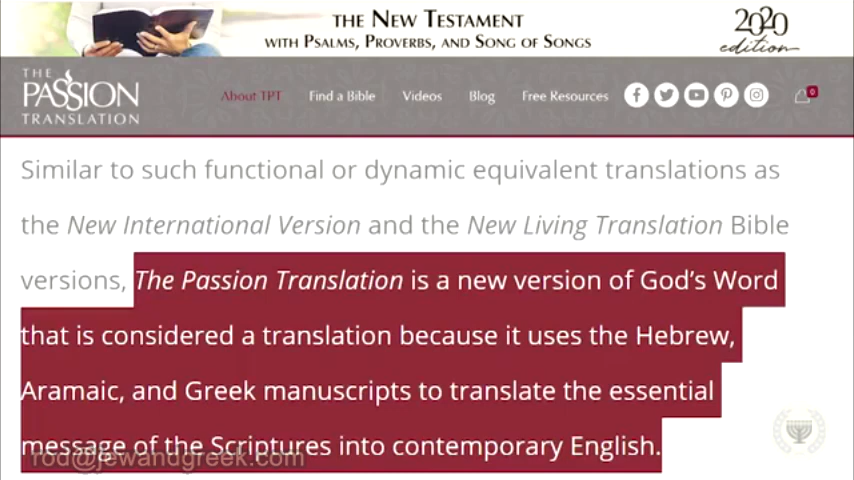 THE NEW TESTAMENT
WITH PSALMS, PROVERBS, AND SONG OF SONGS
2020
edition
THE
PASSION
TRANSLATION
About TPT Find a Bible Videos Blog Free Resources 0
Similar to such functional or dynamic equivalent translations as
the New International Version and the New Living Translation Bible
versions, The Passion Translation is a new version of God’s Word
that is considered a translation because it uses the Hebrew,
Aramaic, and Greek manuscripts to translate the essential
message of the Scriptures into contemporary English.
rod@jewandgreek.com